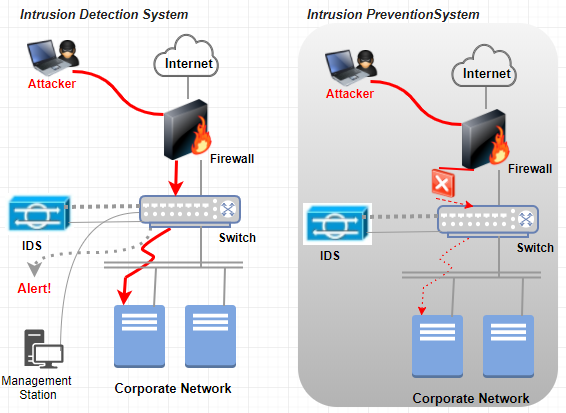 Intrusion Detection System
Internet
Attacker
Firewall
IDS
Switch
Alert!
Management
Station
Corporate Network
Intrusion PreventionSystem
Internet
Attacker
Firewall
IDS
Switch
Corporate Network